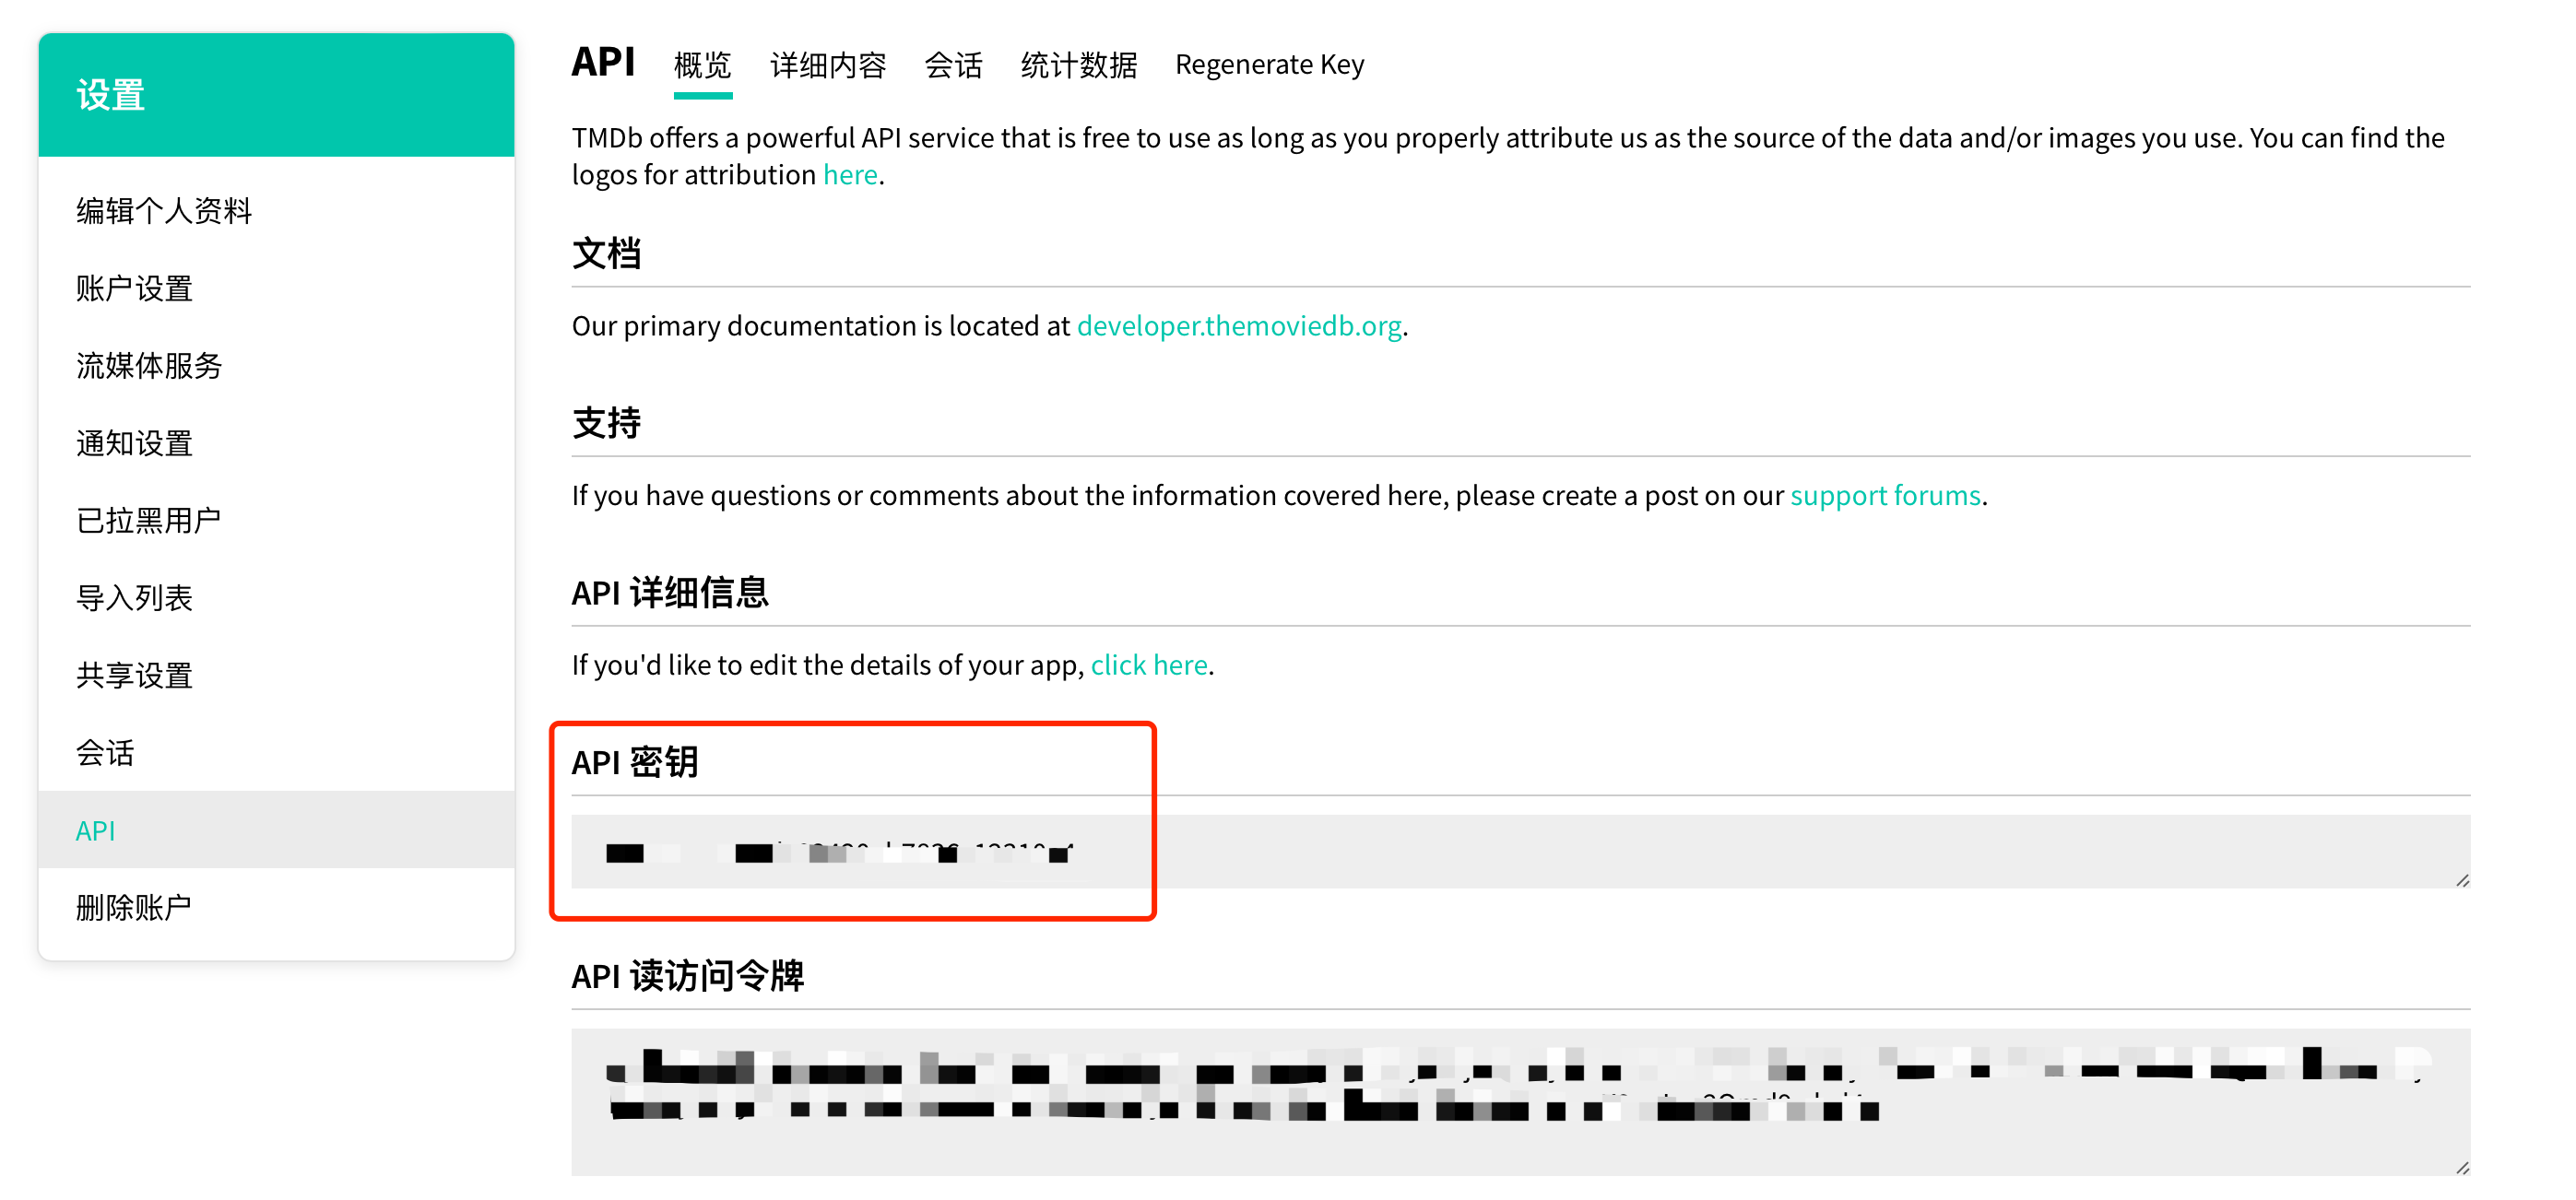 设置
编辑个人资料
账户设置
流媒体服务
通知设置
已拉黑用户
导入列表
共享设置
会话
API
删除账户
API 概览 详细内容 会话 统计数据 Regenerate Key
TMDb offers a powerful API service that is free to use as long as you properly attribute us as the source of the data and/or images you use. You can find the
logos for attribution here.
文档
Our primary documentation is located at developer.themoviedb.org.
支持
If you have questions or comments about the information covered here, please create a post on our support forums.
API 详细信息
If you'd like to edit the details of your app, click here.
API 密钥
API 读访问令牌